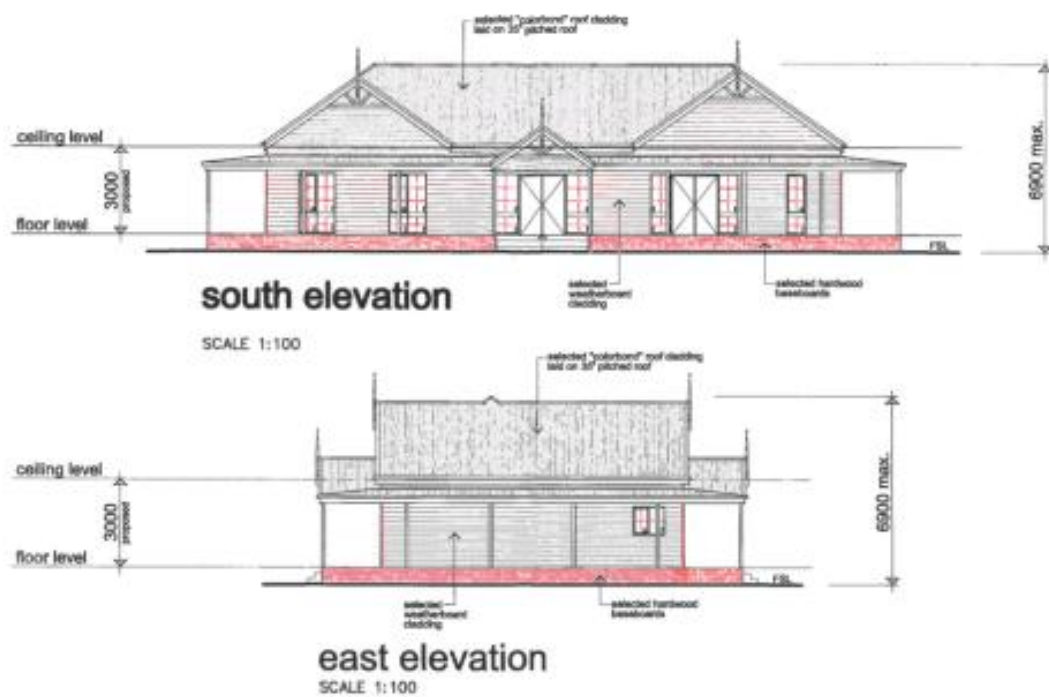 selected "colorbond" roof cladding
laid on 35° pitched roof
ceiling level
3000
proposed
floor level
6900 max.
FSL
selected
weatherboard
cladding
selected hardwood
baseboards
south elevation
SCALE 1:100
selected "colorbond" roof cladding
laid on 35° pitched roof
ceiling level
3000
proposed
floor level
6900 max.
FSL
selected
weatherboard
cladding
selected hardwood
baseboards
east elevation
SCALE 1:100